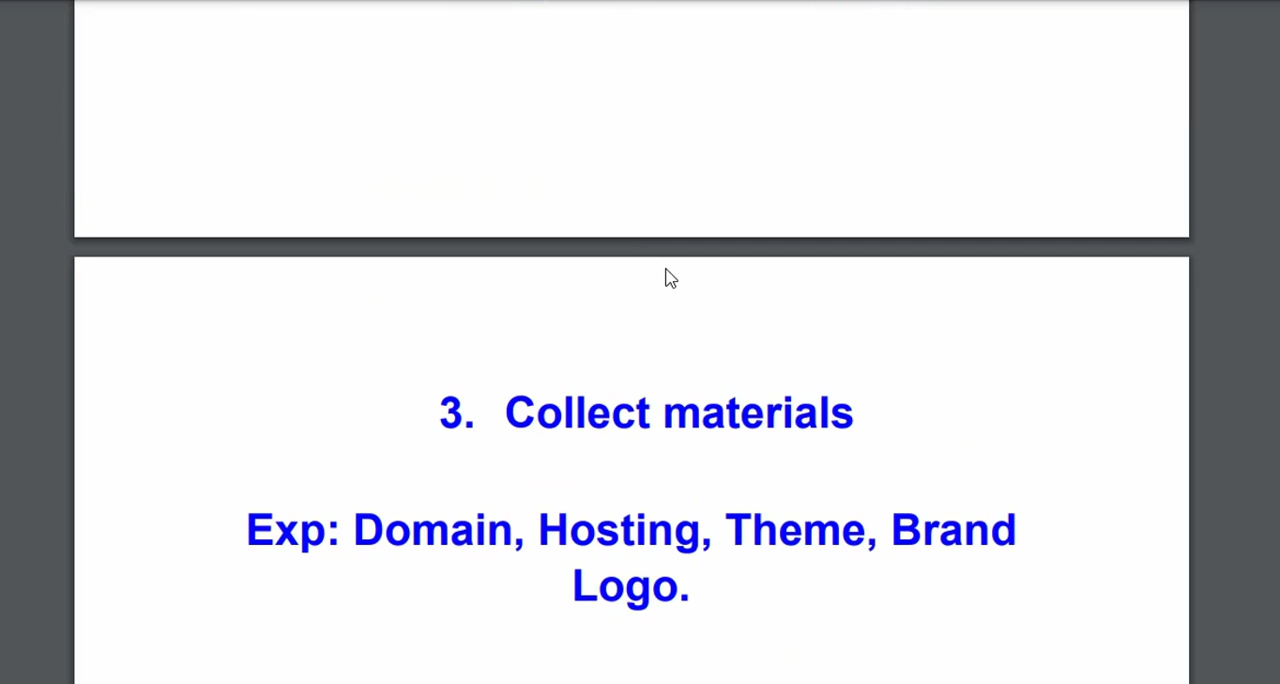 3. Collect materials
Exp: Domain, Hosting, Theme, Brand
Logo.